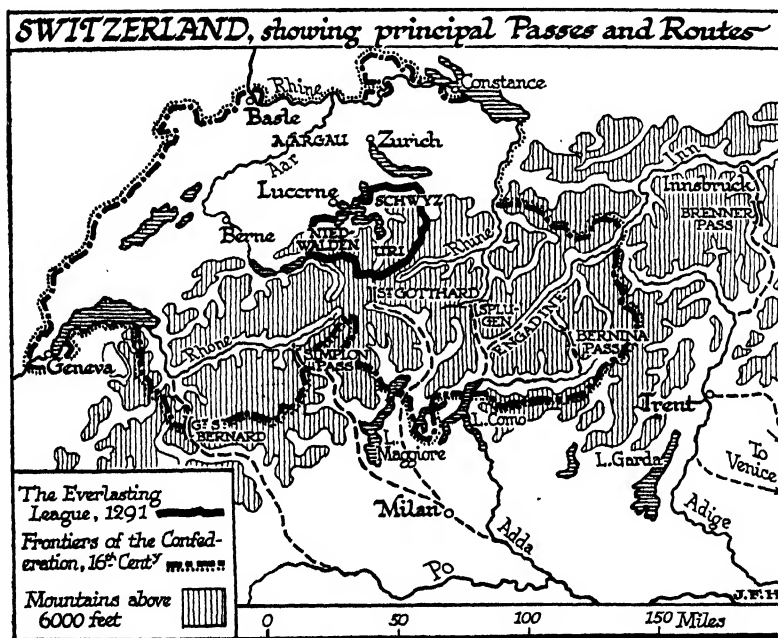 SWITZERLAND, showing principal Passes and Routes
Rhine
Constance
Basle
AARGAU
Zurich
Aar
Inn
Lucerne
SCHWYZ
Innsbruck
BRENNER
PASS
Berne
NIED-
WALDEN
URI
Rhine
St GOTTHARD
SPLU-
GEN
ENGADINE
BERNINA
PASS
Rhone
SIMPLON
PASS
Geneva
Gt St
BERNARD
L.
Maggiore
L. Como
Trent
To
Venice
L. Garda
Milan
Adda
Adige
Po
The Everlasting
League, 1291
Frontiers of the Confed-
eration, 16th Centy
Mountains above
6000 feet
J.F.H
0 50 100 150 Miles